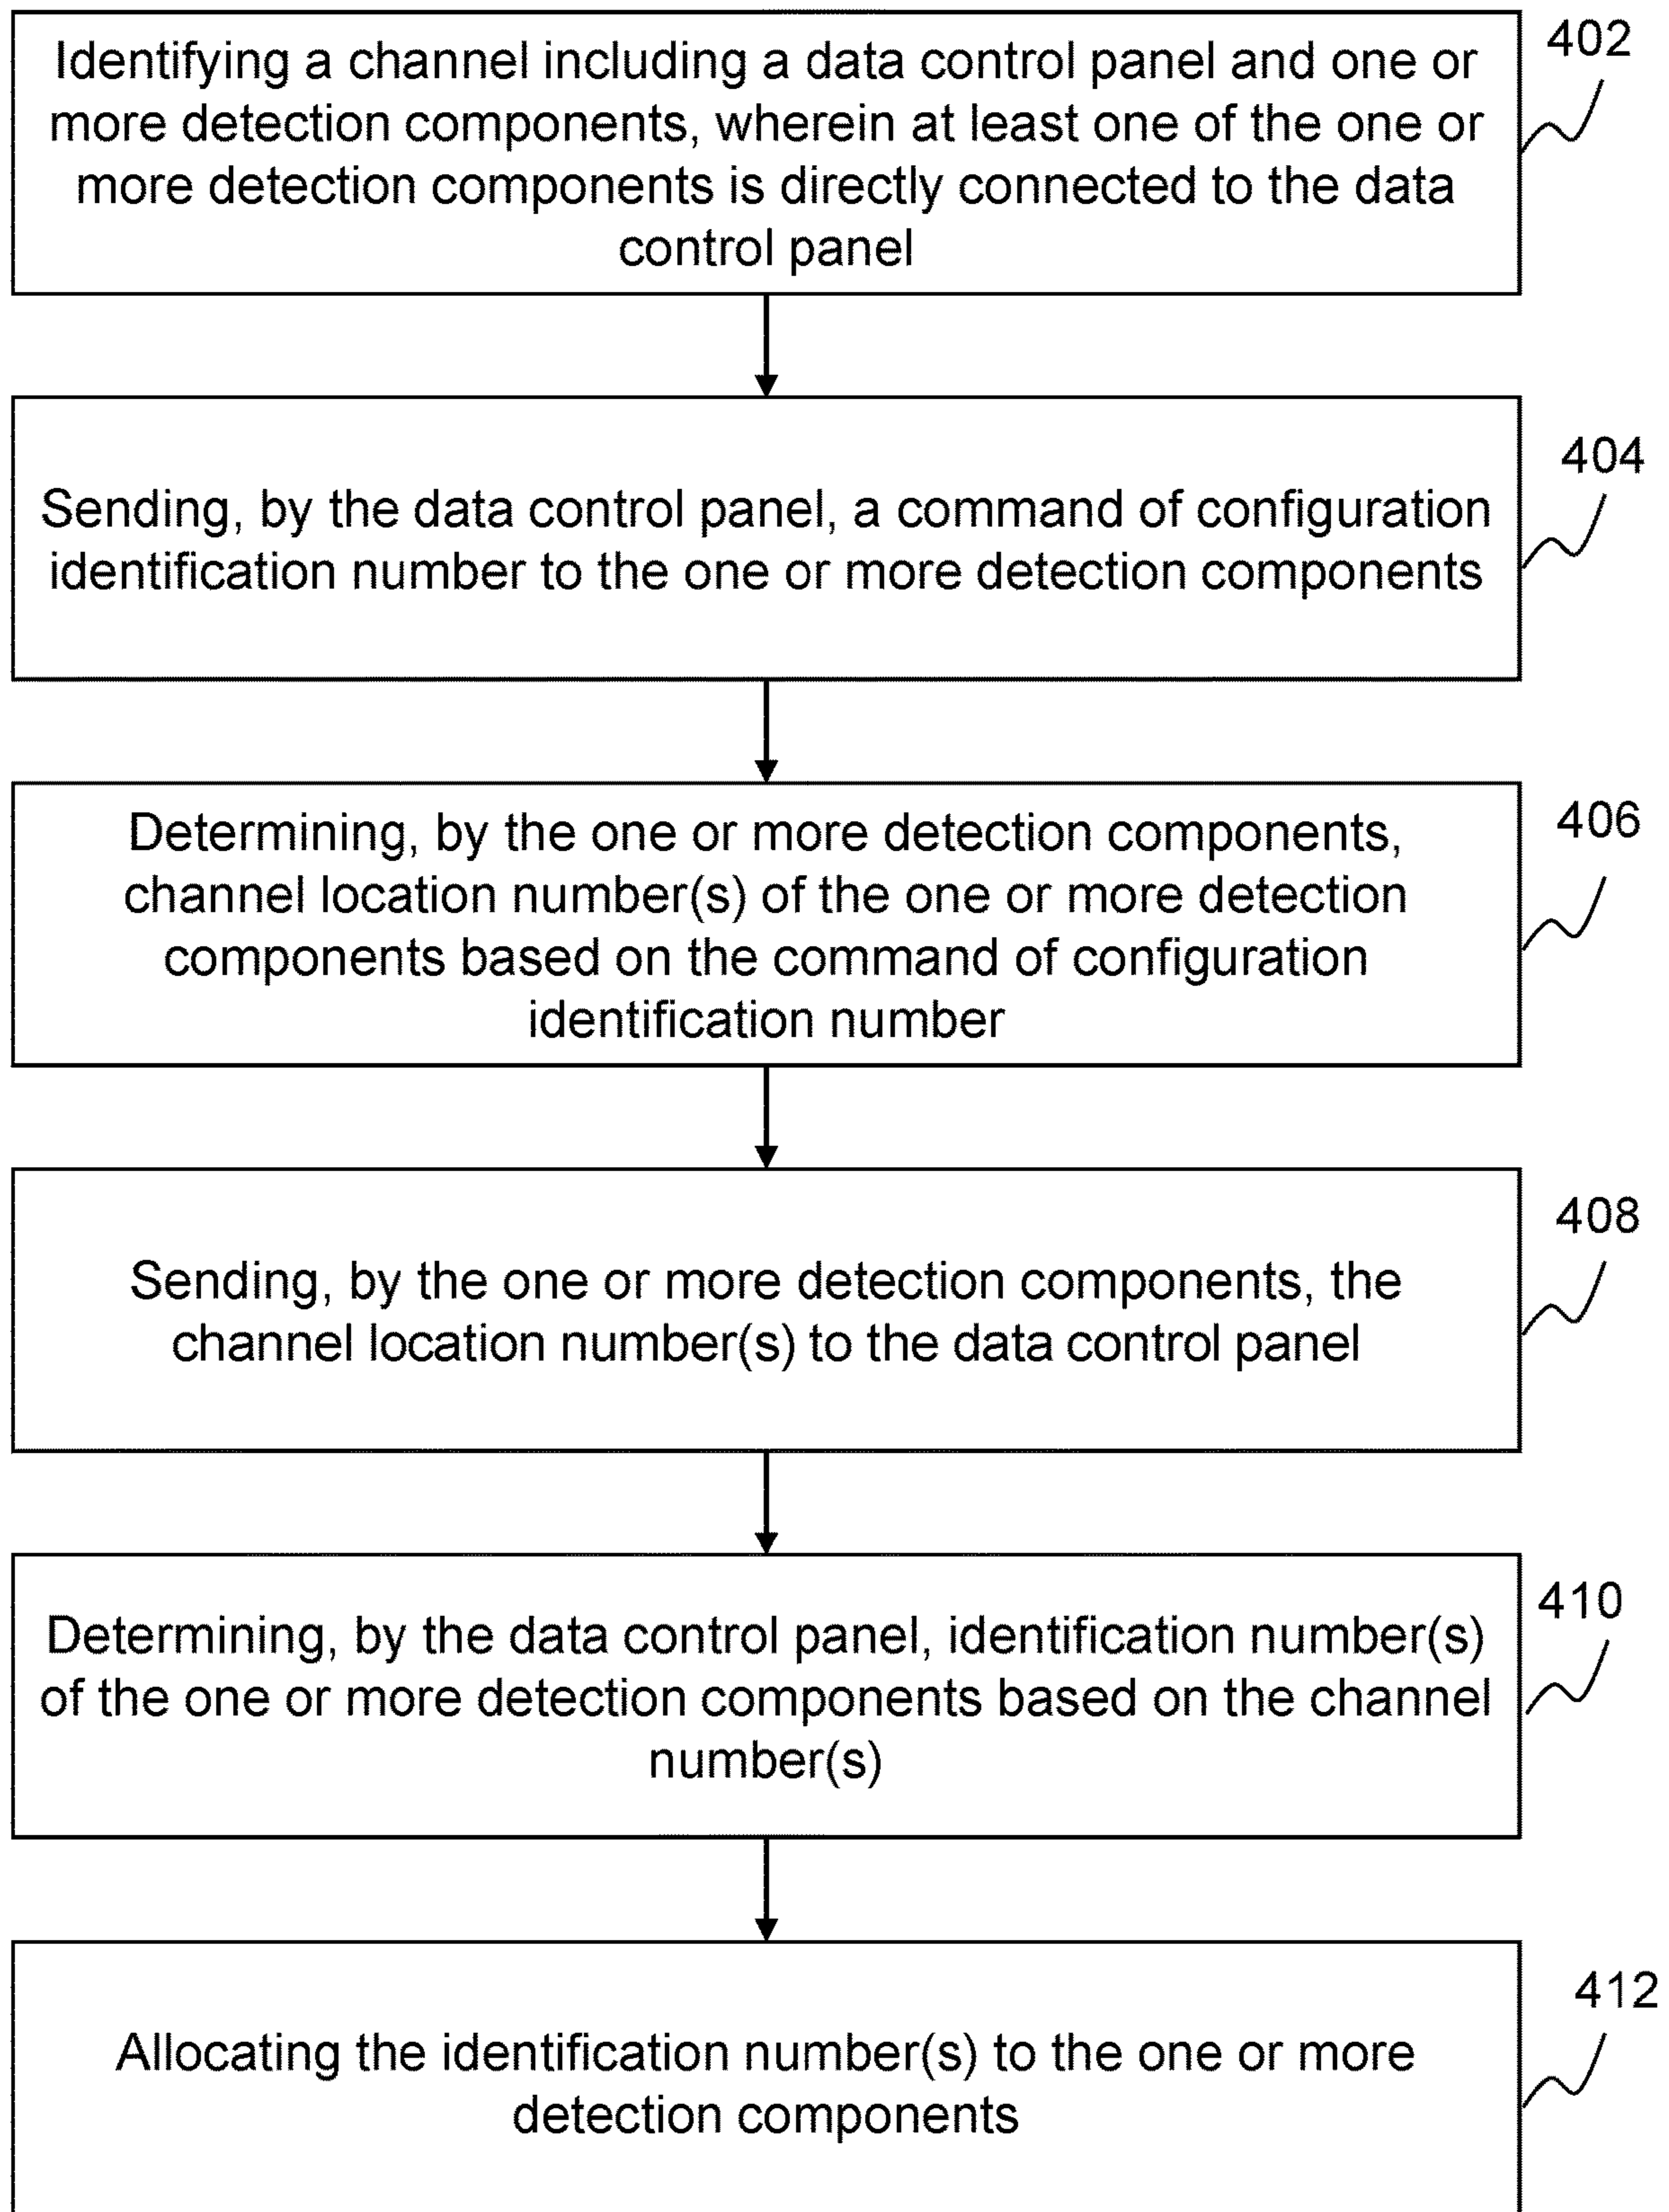 Identifying a channel including a data control panel and one or
more detection components, wherein at least one of the one or
more detection components is directly connected to the data
control panel
402
Sending, by the data control panel, a command of configuration
identification number to the one or more detection components
404
Determining, by the one or more detection components,
channel location number(s) of the one or more detection
components based on the command of configuration
identification number
406
Sending, by the one or more detection components, the
channel location number(s) to the data control panel
408
Determining, by the data control panel, identification number(s)
of the one or more detection components based on the channel
number(s)
410
Allocating the identification number(s) to the one or more
detection components
412